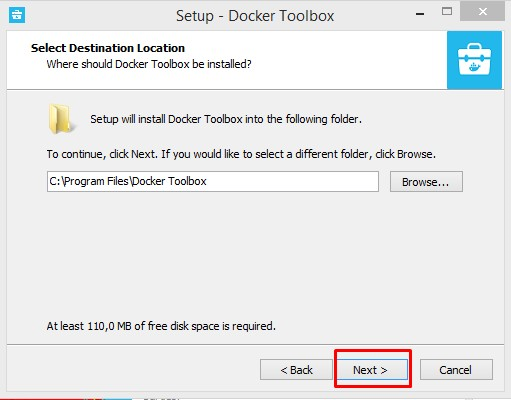 Setup - Docker Toolbox
Select Destination Location
Where should Docker Toolbox be installed?
Setup will install Docker Toolbox into the following folder.
To continue, click Next. If you would like to select a different folder, click Browse.
C:\Program Files\Docker Toolbox
Browse...
At least 110,0 MB of free disk space is required.
< Back
Next >
Cancel